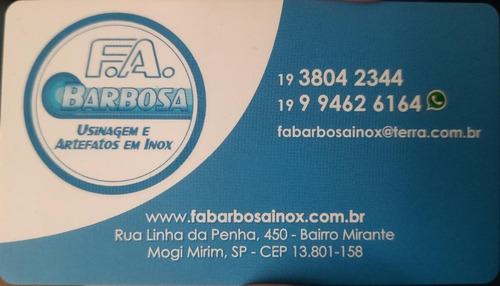 F.A.
BARBOSA
USINAGEM E
ARTEFATOS EM INOX
19 3804 2344
19 9 9462 6164
fabarbosainox@terra.com.br
www.fabarbosainox.com.br
Rua Linha da Penha, 450 - Bairro Mirante
Mogi Mirim, SP - CEP 13.801-158